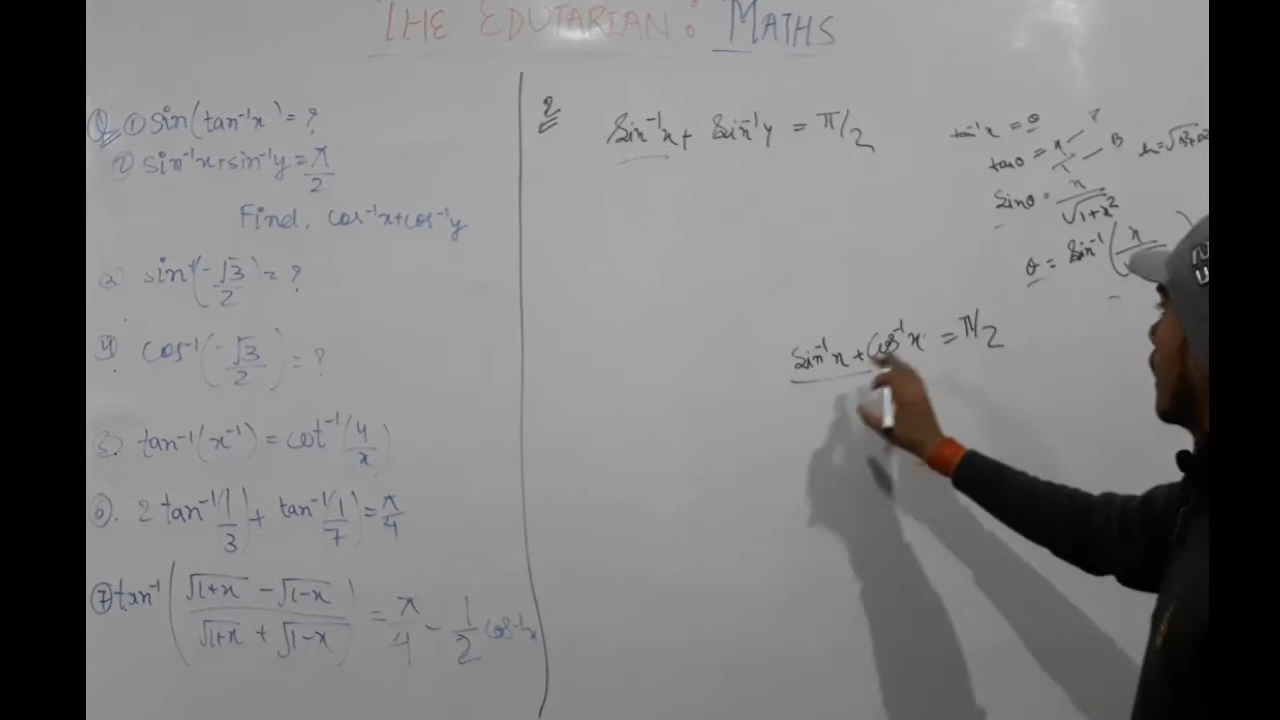 THE EDUTARIAN : MATHS
Q ① sin(tan⁻¹x) = ?
② sin⁻¹x + sin⁻¹y = π/2
Find, cos⁻¹x + cos⁻¹y
③ sin⁻¹(-√3/2) = ?
④ cos⁻¹(-√3/2) = ?
⑤ tan⁻¹(x⁻¹) = cot⁻¹(4/x)
⑥. 2 tan⁻¹(1/3) + tan⁻¹(1/7) = π/4
⑦ tan⁻¹((√1+x - √1-x)/(√1+x + √1-x)) = π/4 - 1/2 cos⁻¹x
2
Sin⁻¹x + Sin⁻¹y = π/2
Sin⁻¹x + Cos⁻¹x = π/2
tan⁻¹x = θ
tanθ = x/1
Sinθ = x/√1+x²
θ = Sin⁻¹(x